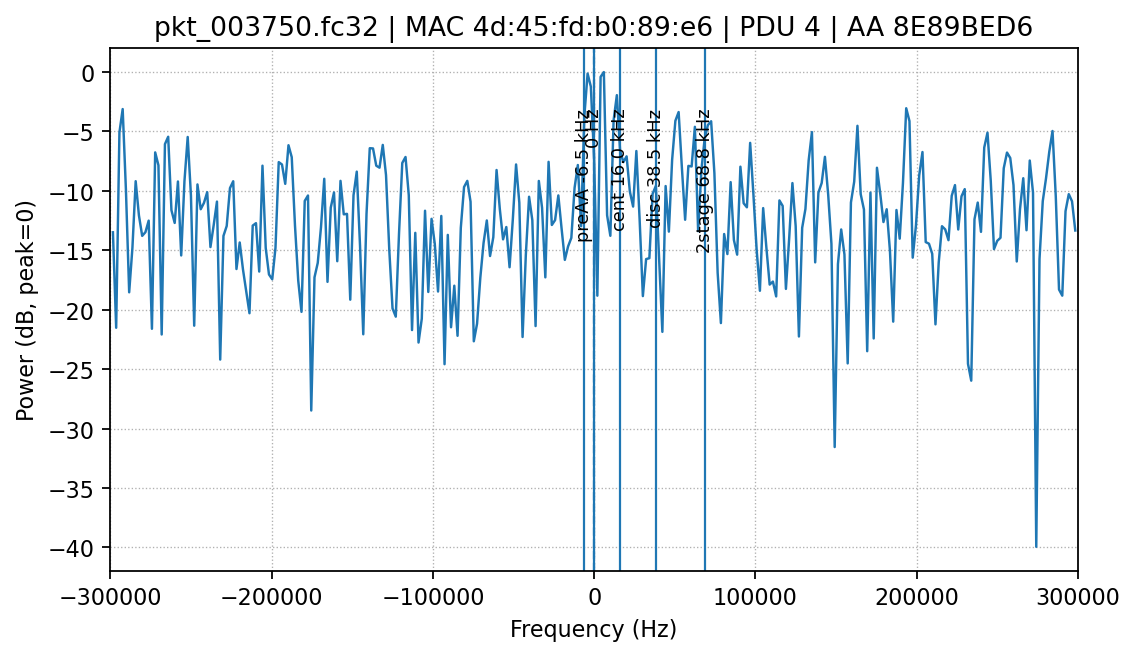 pkt_003750.fc32 | MAC 4d:45:fd:b0:89:e6 | PDU 4 | AA 8E89BED6
Power (dB, peak=0)
0
−5
−10
−15
−20
−25
−30
−35
−40
preAA -6.5 kHz
0 Hz
cent 16.0 kHz
disc 38.5 kHz
2stage 68.8 kHz
−300000
−200000
−100000
0
100000
200000
300000
Frequency (Hz)